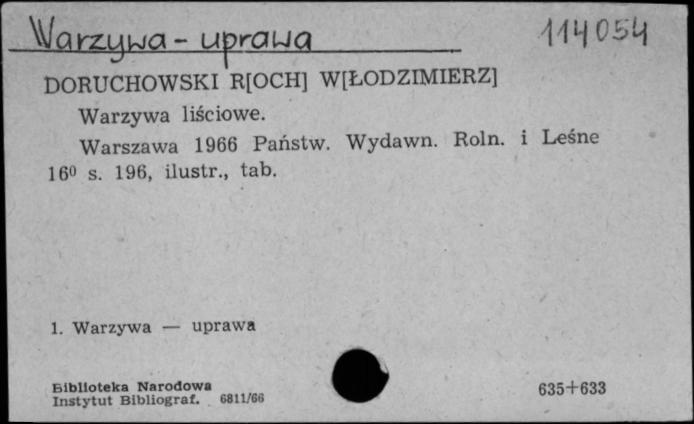 Warzywa - uprawa 114054
DORUCHOWSKI R[OCH] W[ŁODZIMIERZ]
Warzywa liściowe.
Warszawa 1966 Państw. Wydawn. Roln. i Leśne
16⁰ s. 196, ilustr., tab.
1. Warzywa — uprawa
Biblioteka Narodowa
Instytut Bibliograf. 6811/66
635+633